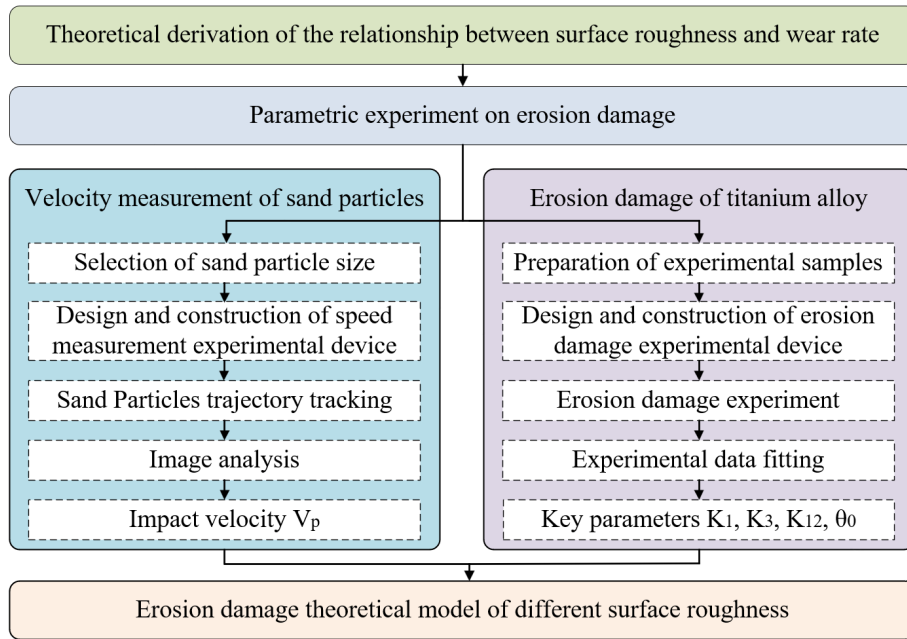 Theoretical derivation of the relationship between surface roughness and wear rate
Parametric experiment on erosion damage
Velocity measurement of sand particles
Selection of sand particle size
Design and construction of speed
measurement experimental device
Sand Particles trajectory tracking
Image analysis
Impact velocity Vp
Erosion damage of titanium alloy
Preparation of experimental samples
Design and construction of erosion
damage experimental device
Erosion damage experiment
Experimental data fitting
Key parameters K1, K3, K12, θ0
Erosion damage theoretical model of different surface roughness